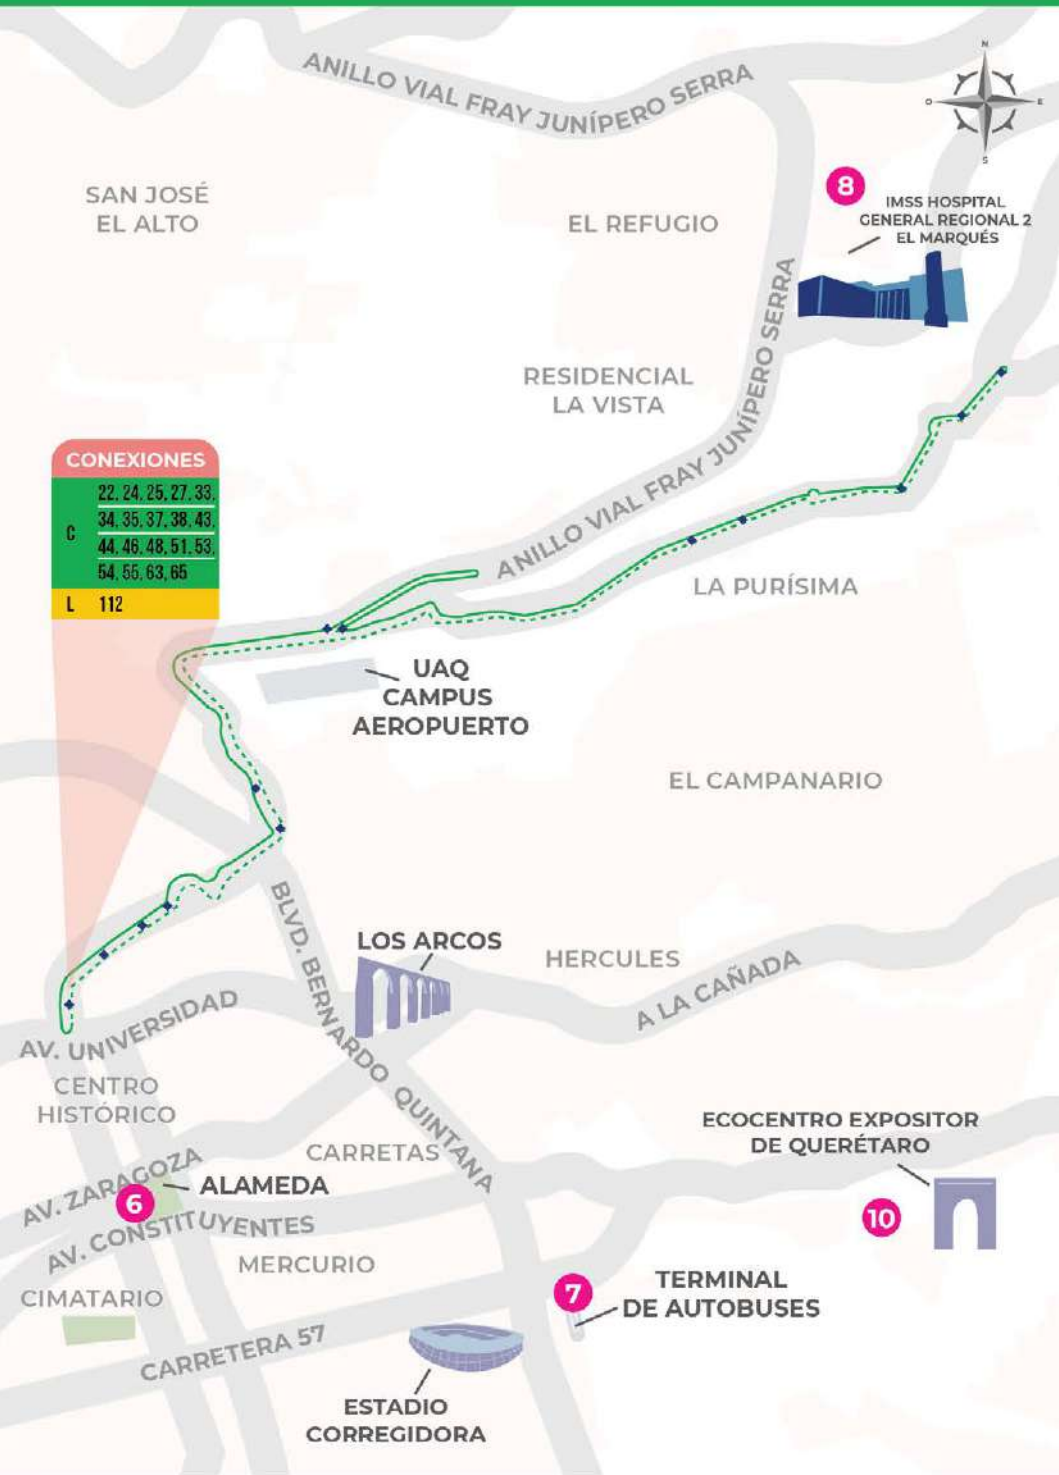 ANILLO VIAL FRAY JUNÍPERO SERRA
N
O
E
S
SAN JOSÉ
EL ALTO
EL REFUGIO
8
IMSS HOSPITAL
GENERAL REGIONAL 2
EL MARQUÉS
RESIDENCIAL
LA VISTA
ANILLO VIAL FRAY JUNÍPERO SERRA
CONEXIONES
C
22, 24, 25, 27, 33,
34, 35, 37, 38, 43,
44, 46, 48, 51, 53,
54, 55, 63, 65
L 112
LA PURÍSIMA
UAQ
CAMPUS
AEROPUERTO
EL CAMPANARIO
BLVD. BERNARDO QUINTANA
LOS ARCOS
HERCULES
A LA CAÑADA
AV. UNIVERSIDAD
CENTRO
HISTÓRICO
ECOCENTRO EXPOSITOR
DE QUERÉTARO
10
CARRETAS
AV. ZARAGOZA
6
ALAMEDA
AV. CONSTITUYENTES
MERCURIO
CIMATARIO
7
TERMINAL
DE AUTOBUSES
CARRETERA 57
ESTADIO
CORREGIDORA